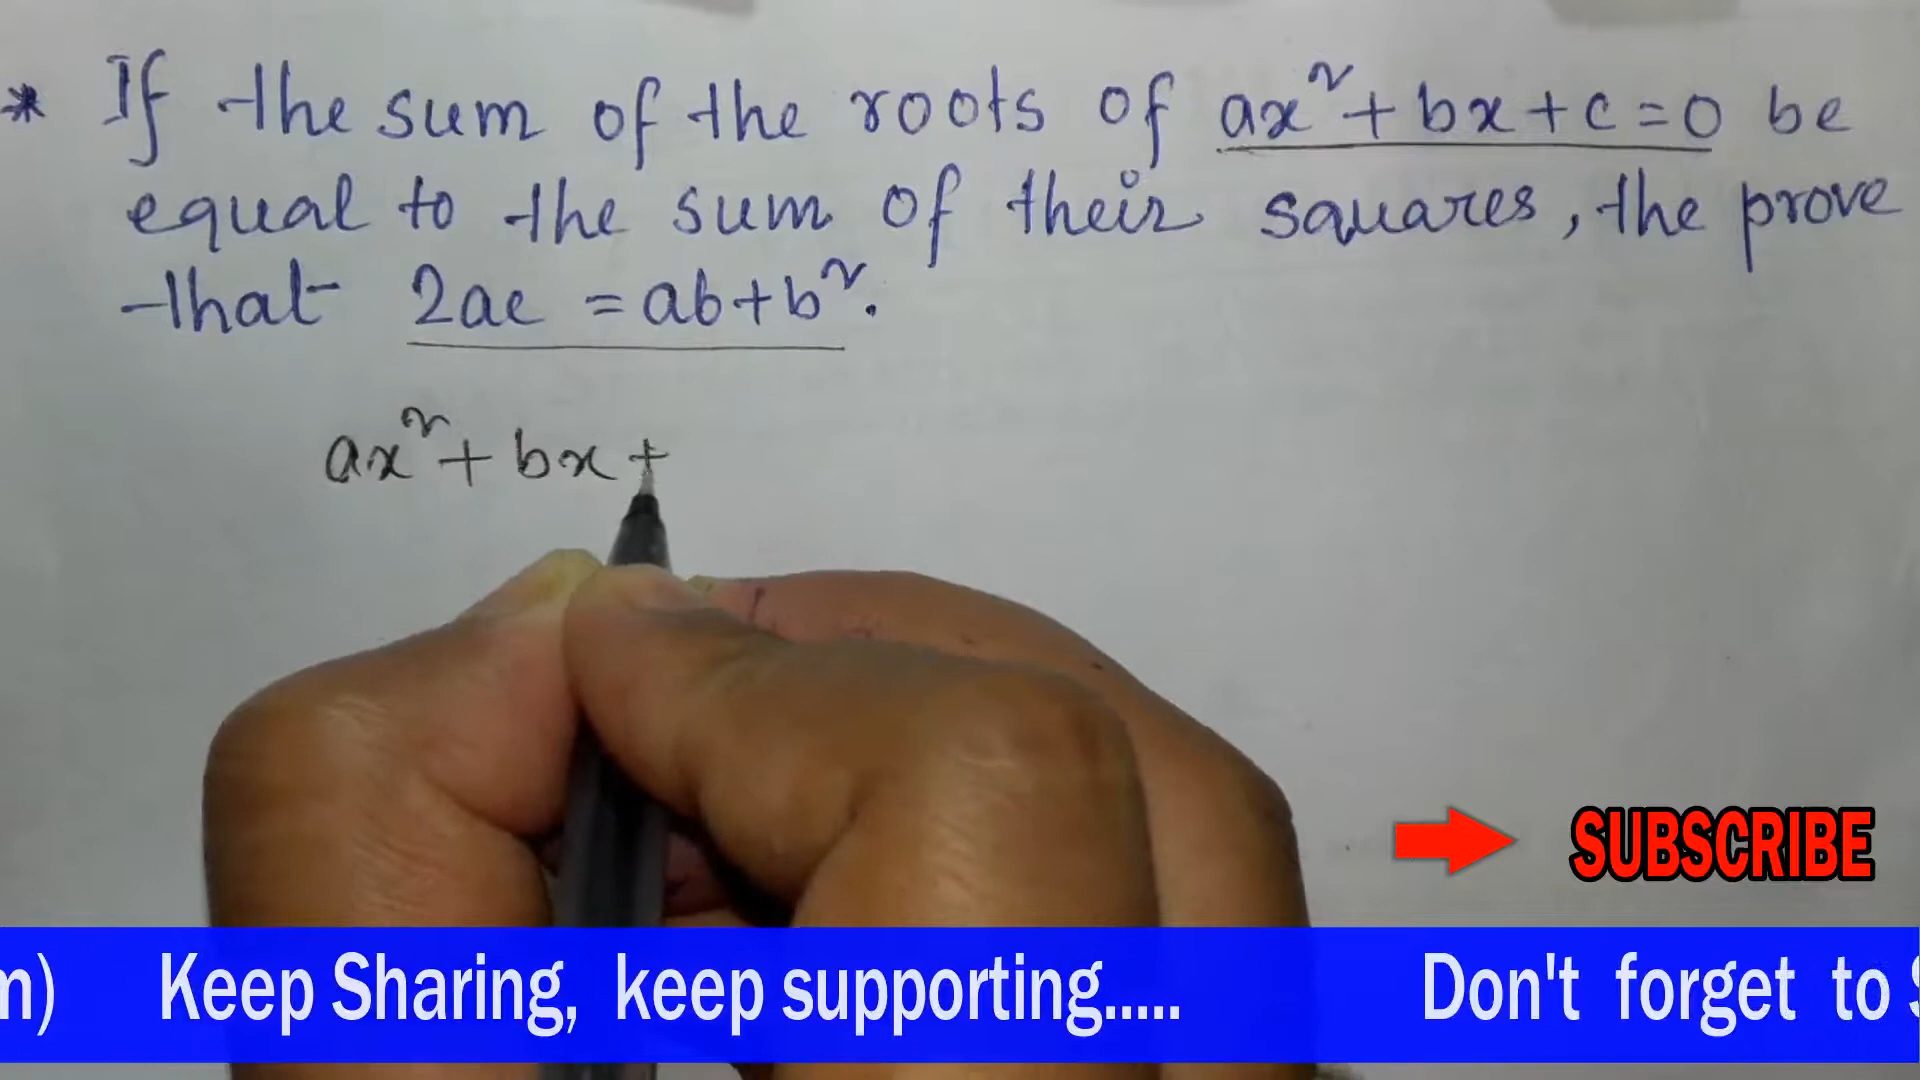 * If the sum of the roots of ax² + bx + c = 0 be
equal to the sum of their squares, the prove
that 2ac = ab + b².
ax² + bx +
SUBSCRIBE
m) Keep Sharing, keep supporting..... Don't forget to S